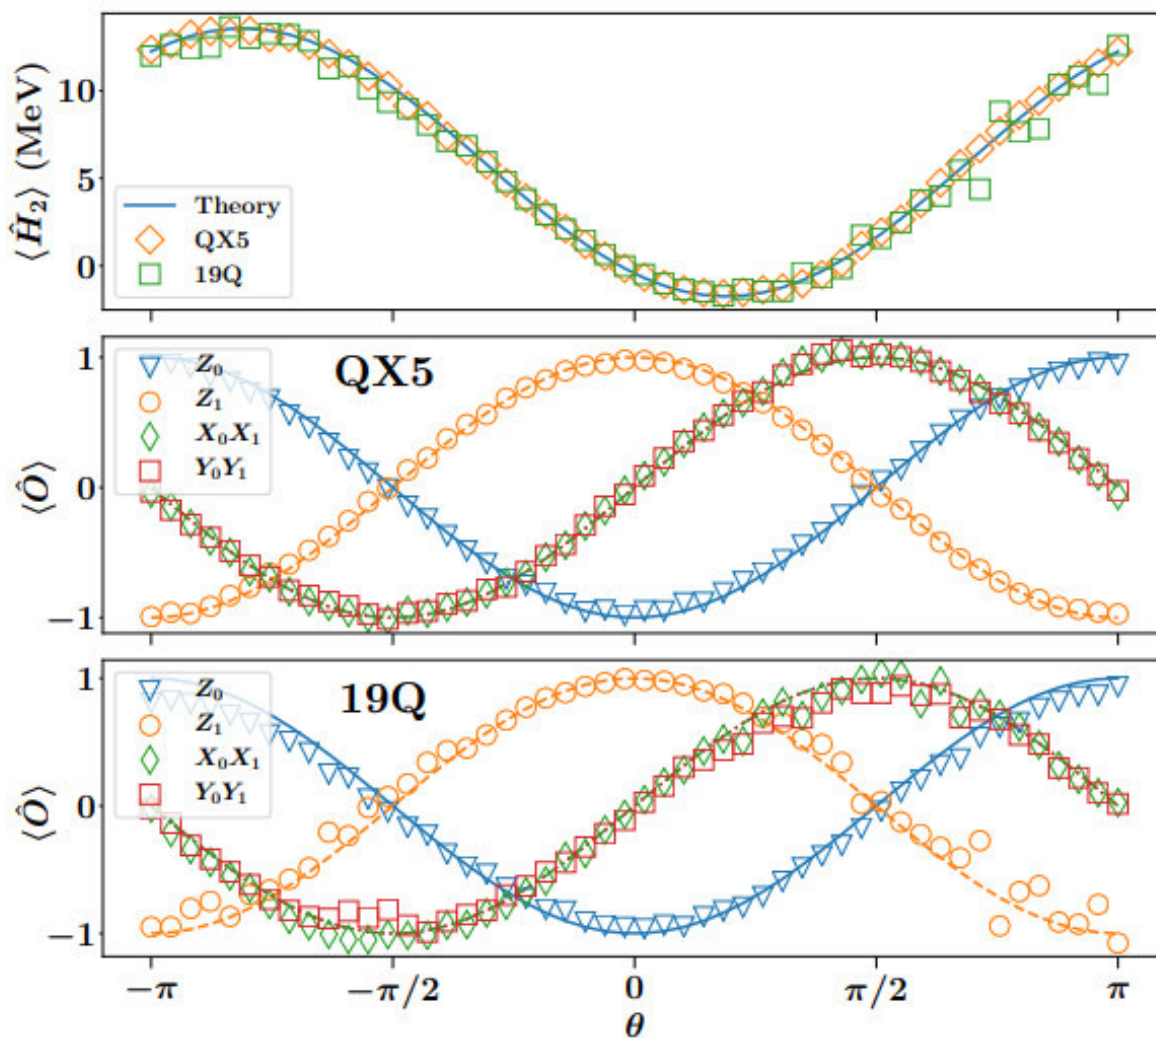 ⟨Ĥ₂⟩ (MeV)
10
5
0
Theory
QX5
19Q
⟨Ô⟩
1
0
−1
QX5
Z₀
Z₁
X₀X₁
Y₀Y₁
⟨Ô⟩
1
0
−1
19Q
Z₀
Z₁
X₀X₁
Y₀Y₁
−π −π/2 0 π/2 π
θ